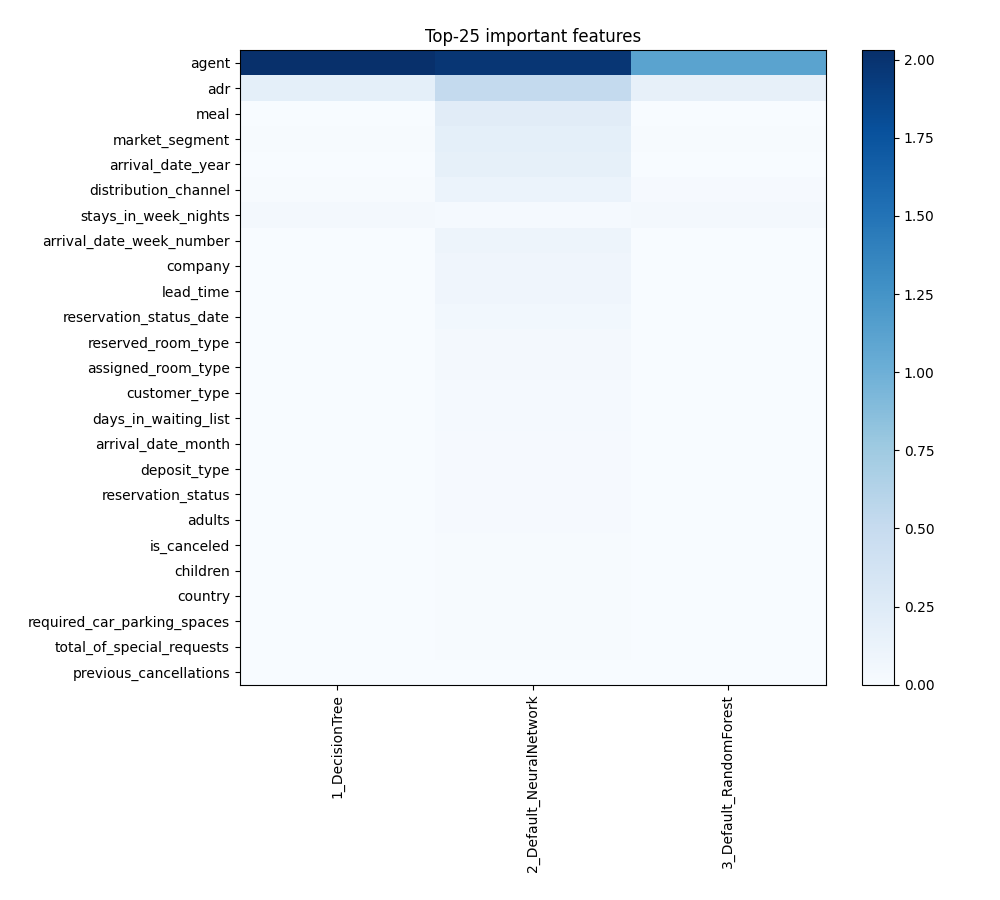 Top-25 important features
agent
adr
meal
market_segment
arrival_date_year
distribution_channel
stays_in_week_nights
arrival_date_week_number
company
lead_time
reservation_status_date
reserved_room_type
assigned_room_type
customer_type
days_in_waiting_list
arrival_date_month
deposit_type
reservation_status
adults
is_canceled
children
country
required_car_parking_spaces
total_of_special_requests
previous_cancellations
1_DecisionTree
2_Default_NeuralNetwork
3_Default_RandomForest
2.00
1.75
1.50
1.25
1.00
0.75
0.50
0.25
0.00